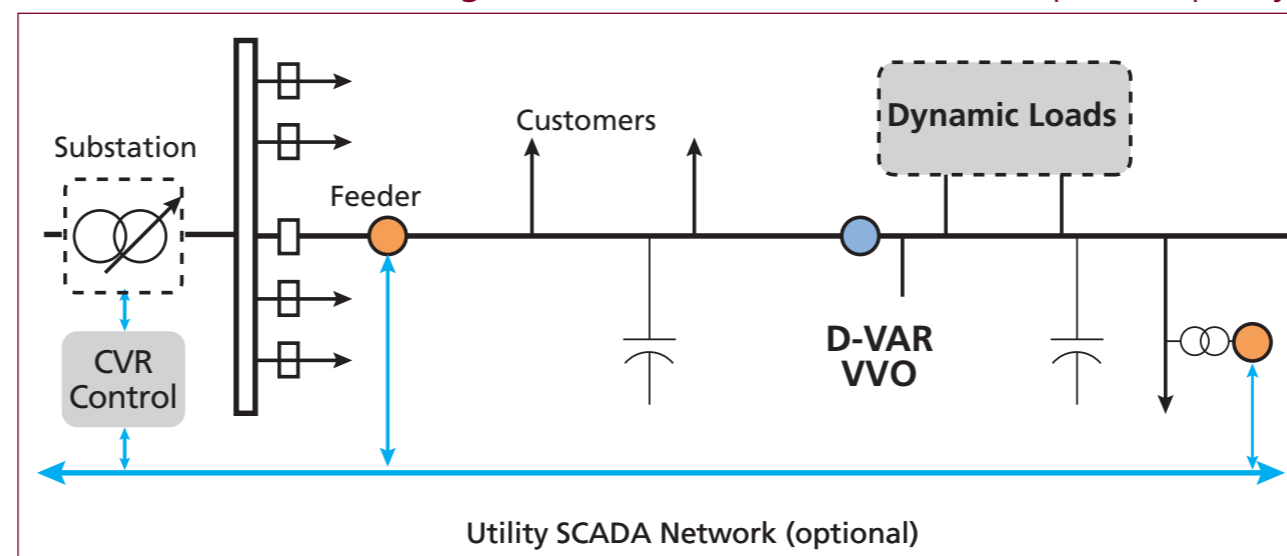 Substation
Feeder
Customers
Dynamic Loads
D-VAR
VVO
CVR
Control
Utility SCADA Network (optional)